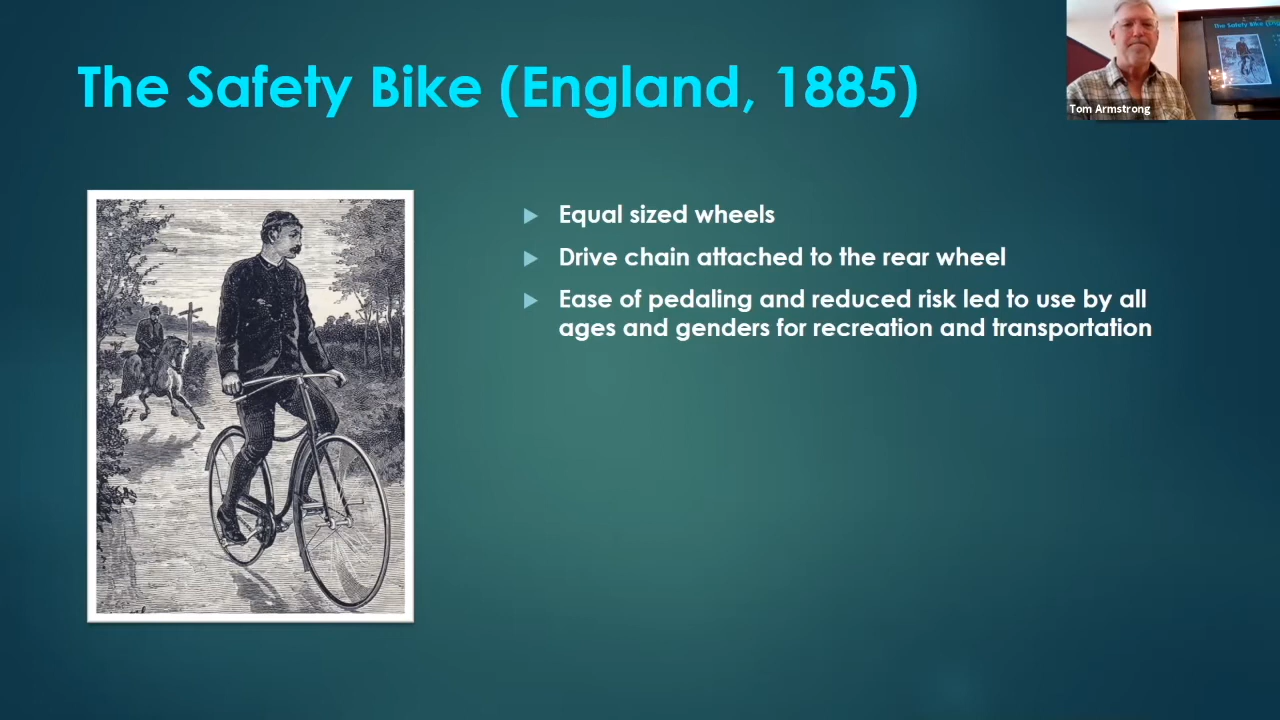 The Safety Bike (England, 1885)
Tom Armstrong
Equal sized wheels
Drive chain attached to the rear wheel
Ease of pedaling and reduced risk led to use by all
ages and genders for recreation and transportation